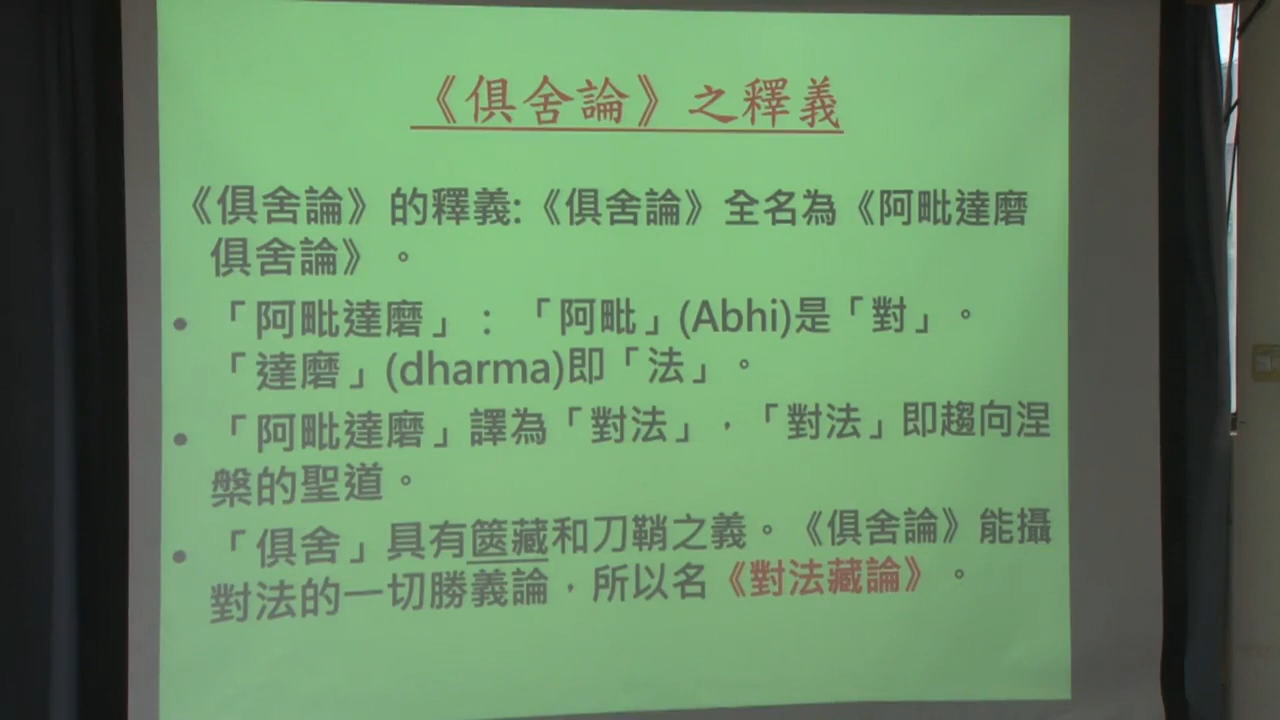 《俱舍論》之釋義
《俱舍論》的釋義:《俱舍論》全名為《阿毗達磨
俱舍論》。
• 「阿毗達磨」：「阿毗」(Abhi)是「對」。
「達磨」(dharma)即「法」。
• 「阿毗達磨」譯為「對法」，「對法」即趨向涅
槃的聖道。
• 「俱舍」具有篋藏和刀鞘之義。《俱舍論》能攝
對法的一切勝義論，所以名《對法藏論》。